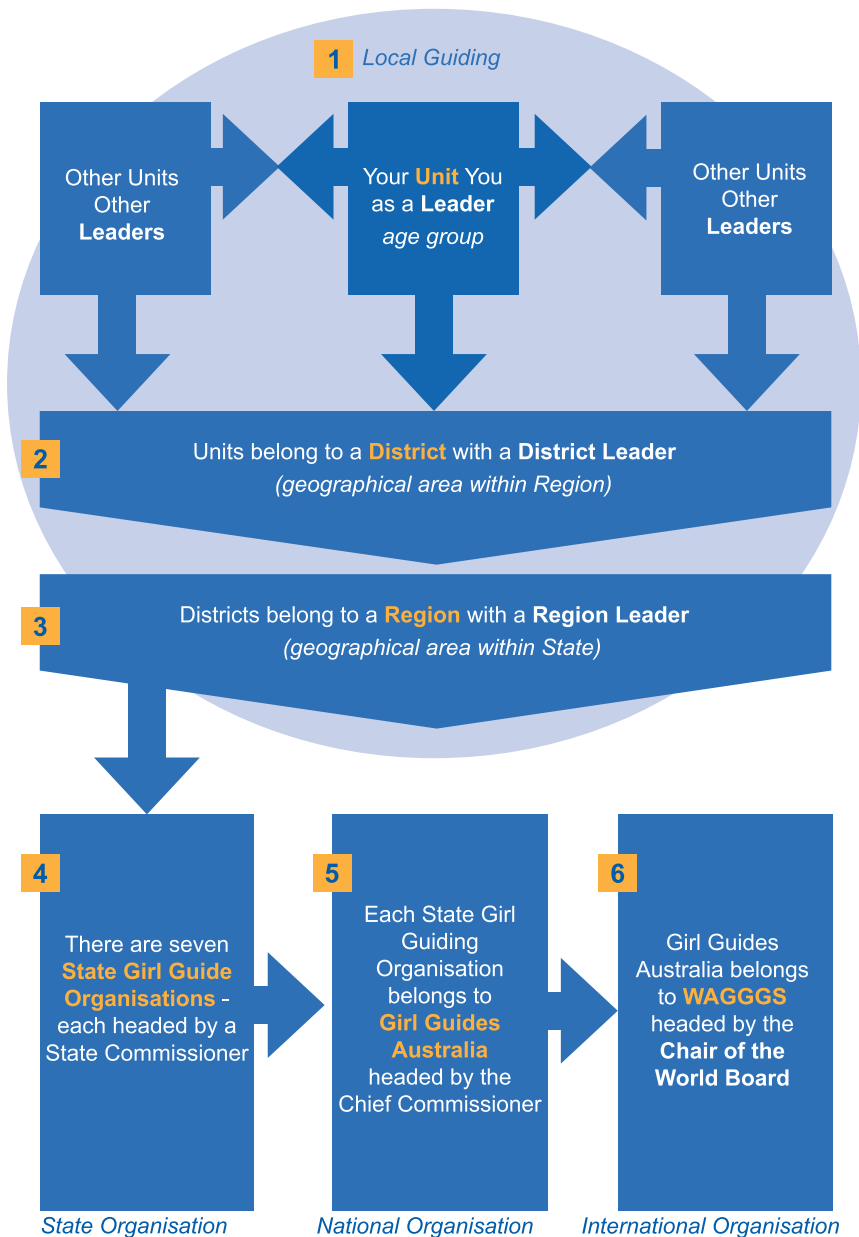 1 Local Guiding
Other Units
Other
Leaders
Your Unit You
as a Leader
age group
Other Units
Other
Leaders
2
Units belong to a District with a District Leader
(geographical area within Region)
3
Districts belong to a Region with a Region Leader
(geographical area within State)
4
There are seven
State Girl Guide
Organisations -
each headed by a
State Commissioner
State Organisation
5
Each State Girl
Guiding
Organisation
belongs to
Girl Guides
Australia
headed by the
Chief Commissioner
National Organisation
6
Girl Guides
Australia belongs
to WAGGGS
headed by the
Chair of the
World Board
International Organisation